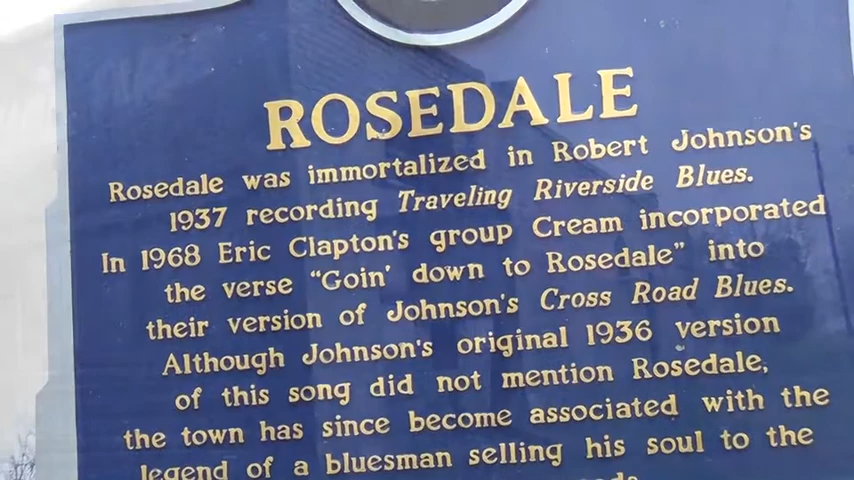 ROSEDALE
Rosedale was immortalized in Robert Johnson's
1937 recording Traveling Riverside Blues.
In 1968 Eric Clapton's group Cream incorporated
the verse "Goin' down to Rosedale" into
their version of Johnson's Cross Road Blues.
Although Johnson's original 1936 version
of this song did not mention Rosedale,
the town has since become associated with the
legend of a bluesman selling his soul to the